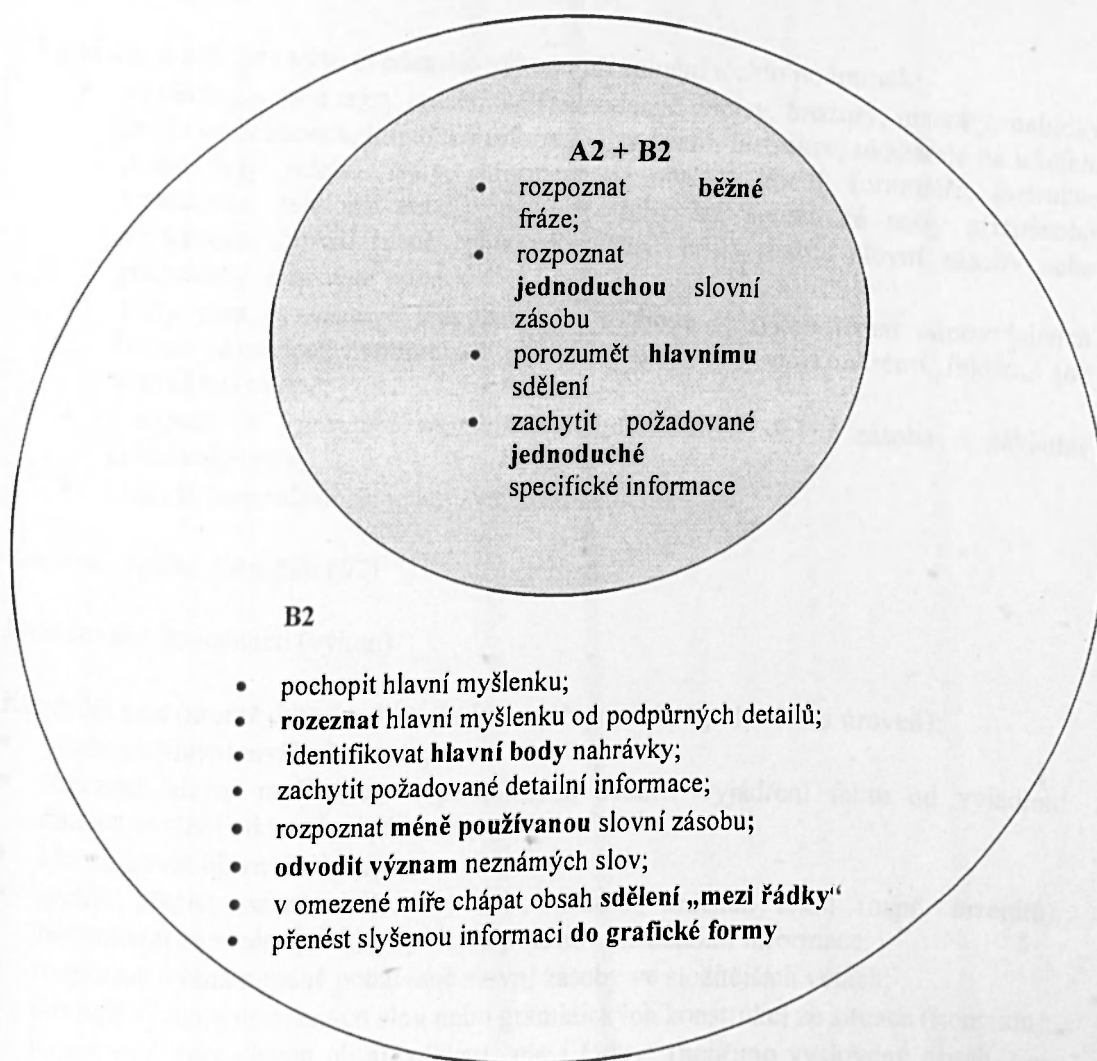 A2 + B2
• rozpoznat běžné
fráze;
• rozpoznat
jednoduchou slovní
zásobu
• porozumět hlavnímu
sdělení
• zachytit požadované
jednoduché
specifické informace
B2
• pochopit hlavní myšlenku;
• rozeznat hlavní myšlenku od podpůrných detailů;
• identifikovat hlavní body nahrávky;
• zachytit požadované detailní informace;
• rozpoznat méně používanou slovní zásobu;
• odvodit význam neznámých slov;
• v omezené míře chápat obsah sdělení „mezi řádky“
• přenést slyšenou informaci do grafické formy